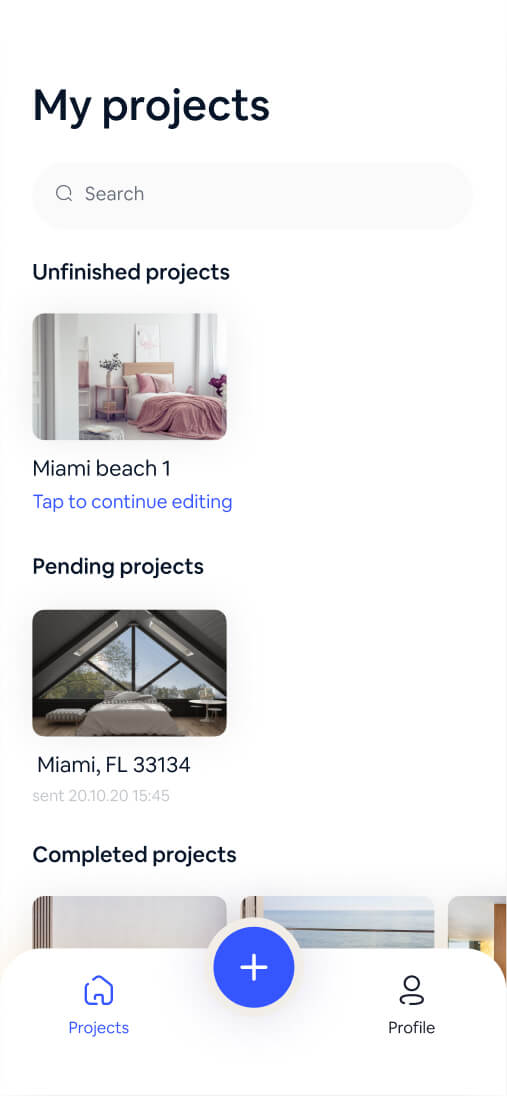 My projects
Search
Unfinished projects
Miami beach 1
Tap to continue editing
Pending projects
Miami, FL 33134
sent 20.10.20 15:45
Completed projects
Projects
Profile